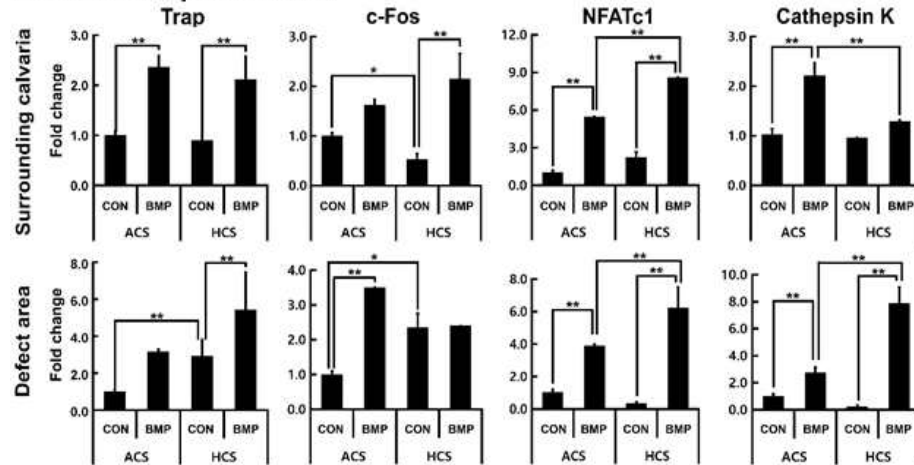 Trap c-Fos NFATc1 Cathepsin K
Surrounding calvaria
Fold change
3.0
2.0
1.0
0.0
**
**
CON BMP CON BMP
ACS HCS
3.0
2.0
1.0
0.0
*
**
CON BMP CON BMP
ACS HCS
12.0
9.0
6.0
3.0
0.0
**
**
**
CON BMP CON BMP
ACS HCS
3.0
2.0
1.0
0.0
**
**
CON BMP CON BMP
ACS HCS
Defect area
Fold change
8.0
6.0
4.0
2.0
0.0
**
**
CON BMP CON BMP
ACS HCS
4.0
3.0
2.0
1.0
0.0
*
**
CON BMP CON BMP
ACS HCS
8.0
6.0
4.0
2.0
0.0
**
**
**
CON BMP CON BMP
ACS HCS
10.0
8.0
6.0
4.0
2.0
0.0
**
**
**
CON BMP CON BMP
ACS HCS